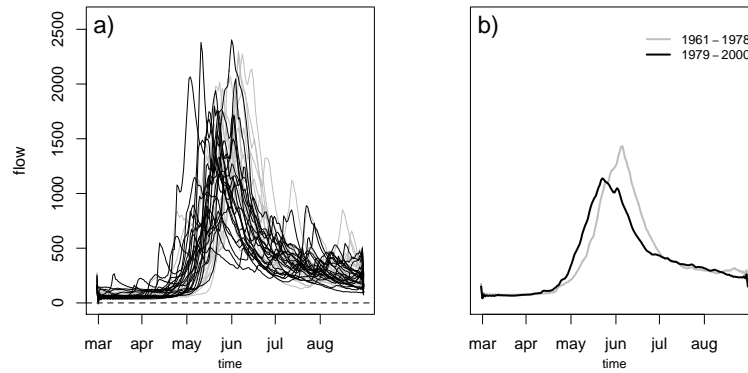 a)
2500
2000
1500
1000
500
0
flow
mar apr may jun jul aug
time
b)
1961 – 1978
1979 – 2000
mar apr may jun jul aug
time